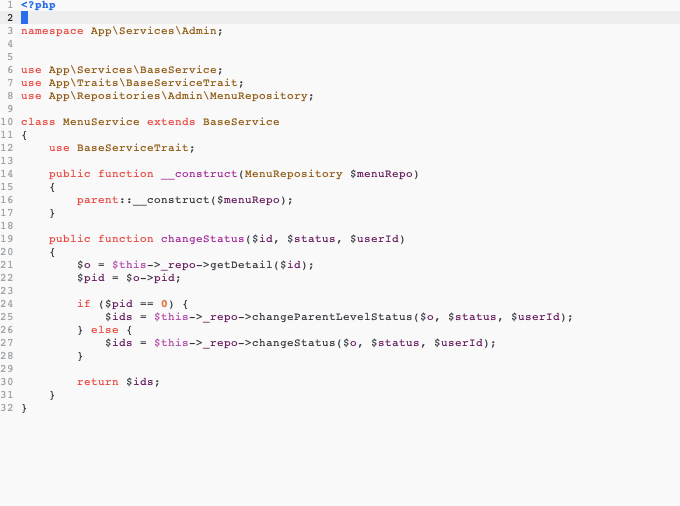 1 <?php
2
3 namespace App\Services\Admin;
4
5
6 use App\Services\BaseService;
7 use App\Traits\BaseServiceTrait;
8 use App\Repositories\Admin\MenuRepository;
9
10 class MenuService extends BaseService
11 {
12     use BaseServiceTrait;
13
14     public function __construct(MenuRepository $menuRepo)
15     {
16         parent::__construct($menuRepo);
17     }
18
19     public function changeStatus($id, $status, $userId)
20     {
21         $o = $this->_repo->getDetail($id);
22         $pid = $o->pid;
23
24         if ($pid == 0) {
25             $ids = $this->_repo->changeParentLevelStatus($o, $status, $userId);
26         } else {
27             $ids = $this->_repo->changeStatus($o, $status, $userId);
28         }
29
30         return $ids;
31     }
32 }